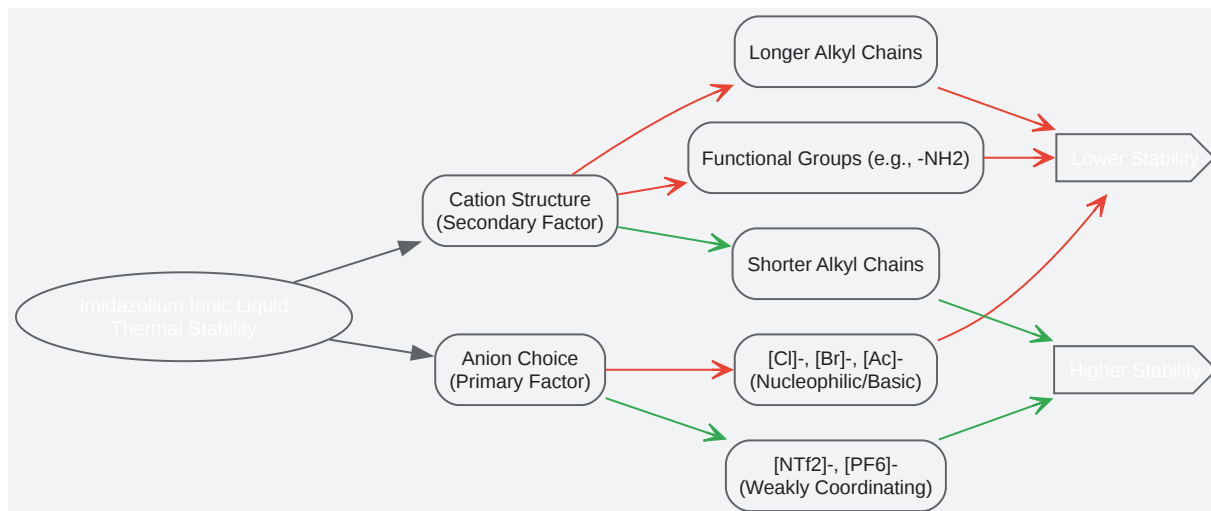 Longer Alkyl Chains
Functional Groups (e.g., -NH2)
Lower Stability
Cation Structure
(Secondary Factor)
Shorter Alkyl Chains
Imidazolium Ionic Liquid
Thermal Stability
Anion Choice
(Primary Factor)
[Cl]-, [Br]-, [Ac]-
(Nucleophilic/Basic)
Higher Stability
[NTf2]-, [PF6]-
(Weakly Coordinating)